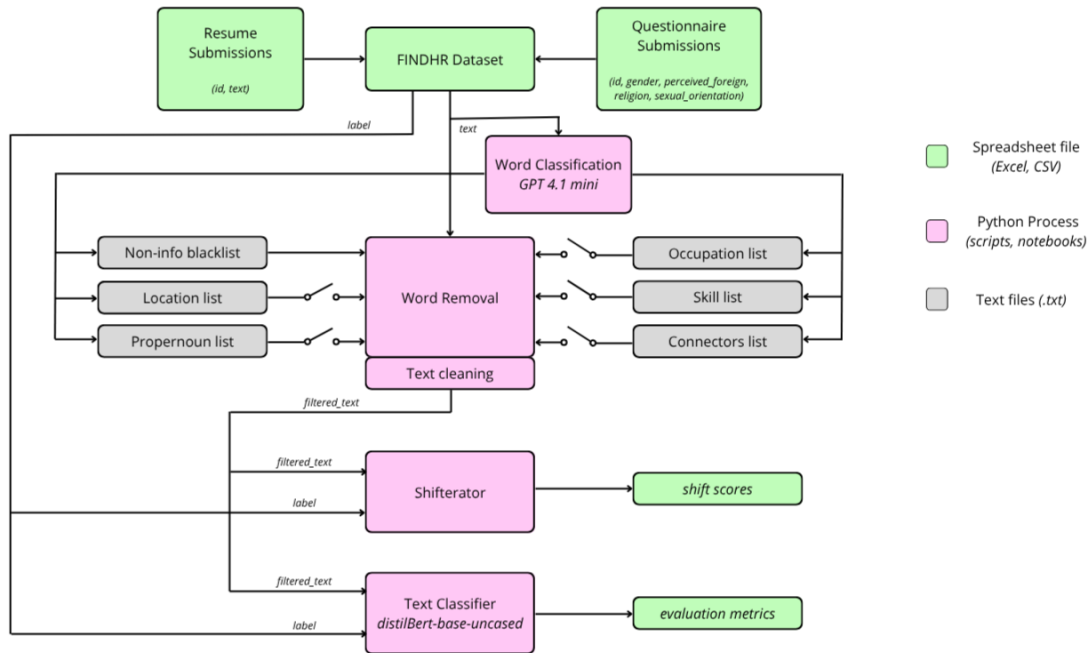 Resume
Submissions
(id, text)
FINDHR Dataset
Questionnaire
Submissions
(id, gender, perceived_foreign,
religion, sexual_orientation)
label
text
Word Classification
GPT 4.1 mini
Spreadsheet file
(Excel, CSV)
Python Process
(scripts, notebooks)
Text files (.txt)
Non-info blacklist
Location list
Propernoun list
Word Removal
Text cleaning
Occupation list
Skill list
Connectors list
filtered_text
filtered_text
label
Shifterator
shift scores
filtered_text
label
Text Classifier
distilBert-base-uncased
evaluation metrics